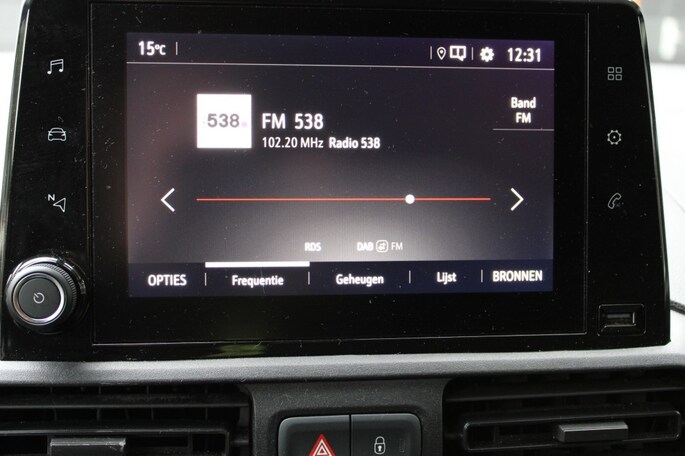 15°C
12:31
538
FM 538
102.20 MHz Radio 538
Band
FM
N
RDS DAB FM
OPTIES Frequentie Geheugen Lijst BRONNEN